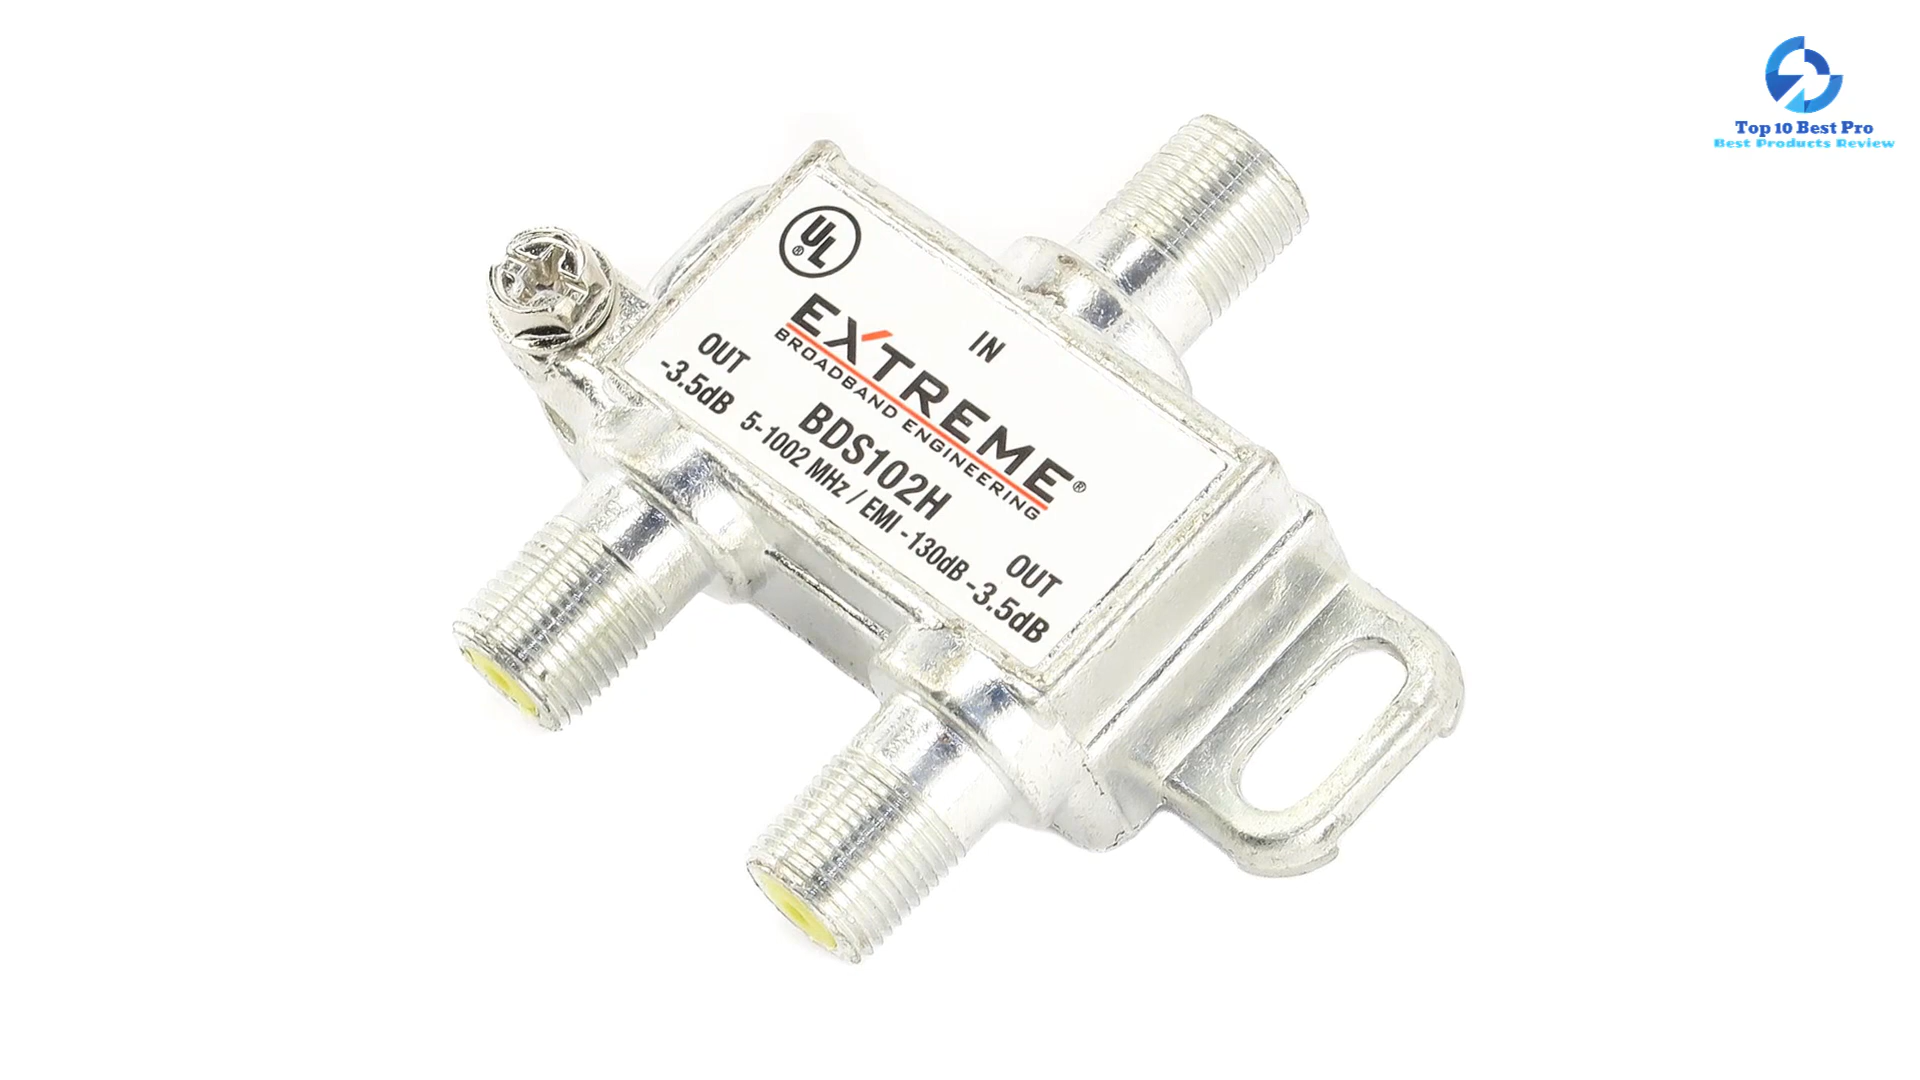 Top 10 Best Pro
Best Products Review
UL ®
IN
EXTREME®
BROADBAND ENGINEERING
BDS102H
5-1002 MHz / EMI -130dB
OUT
-3.5dB
OUT
-3.5dB